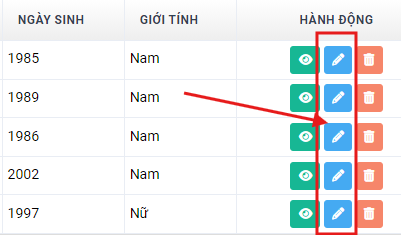 NGÀY SINH GIỚI TÍNH HÀNH ĐỘNG
1985 Nam
1989 Nam
1986 Nam
2002 Nam
1997 Nữ